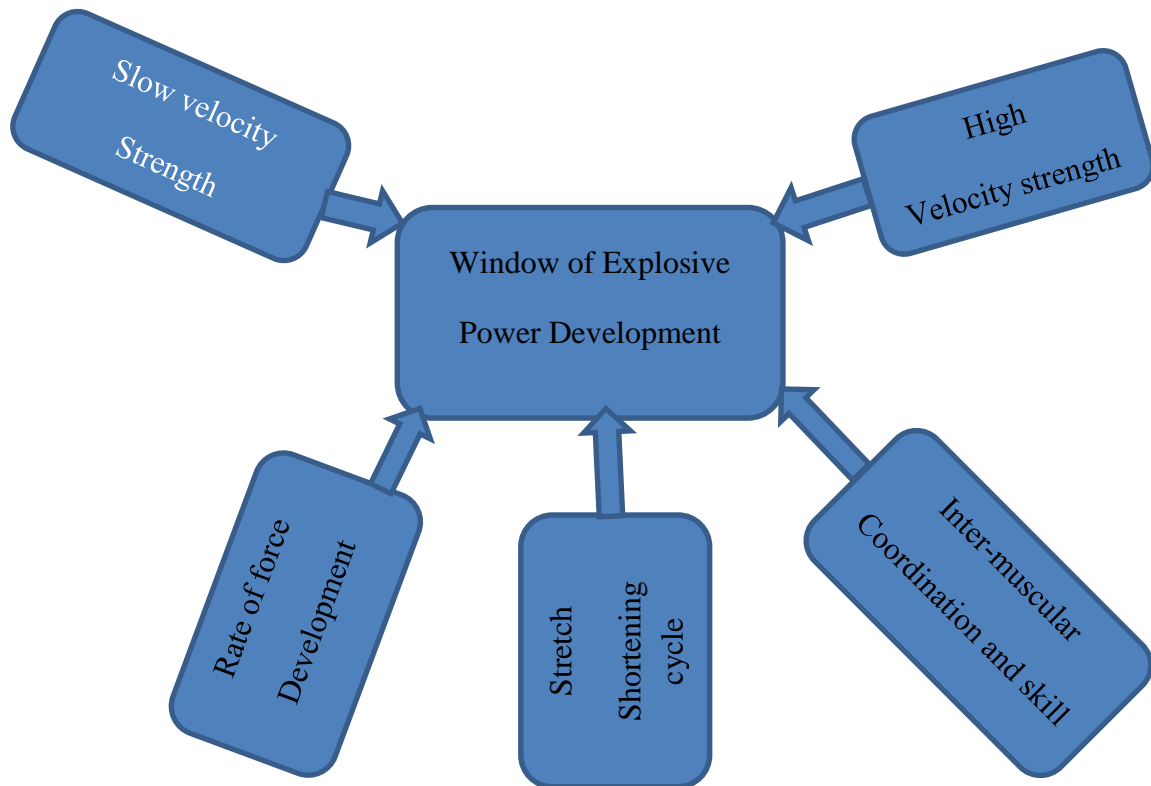 Slow velocity
Strength
High
Velocity strength
Window of Explosive
Power Development
Rate of force
Development
Stretch
Shortening
cycle
Inter-muscular
Coordination and skill